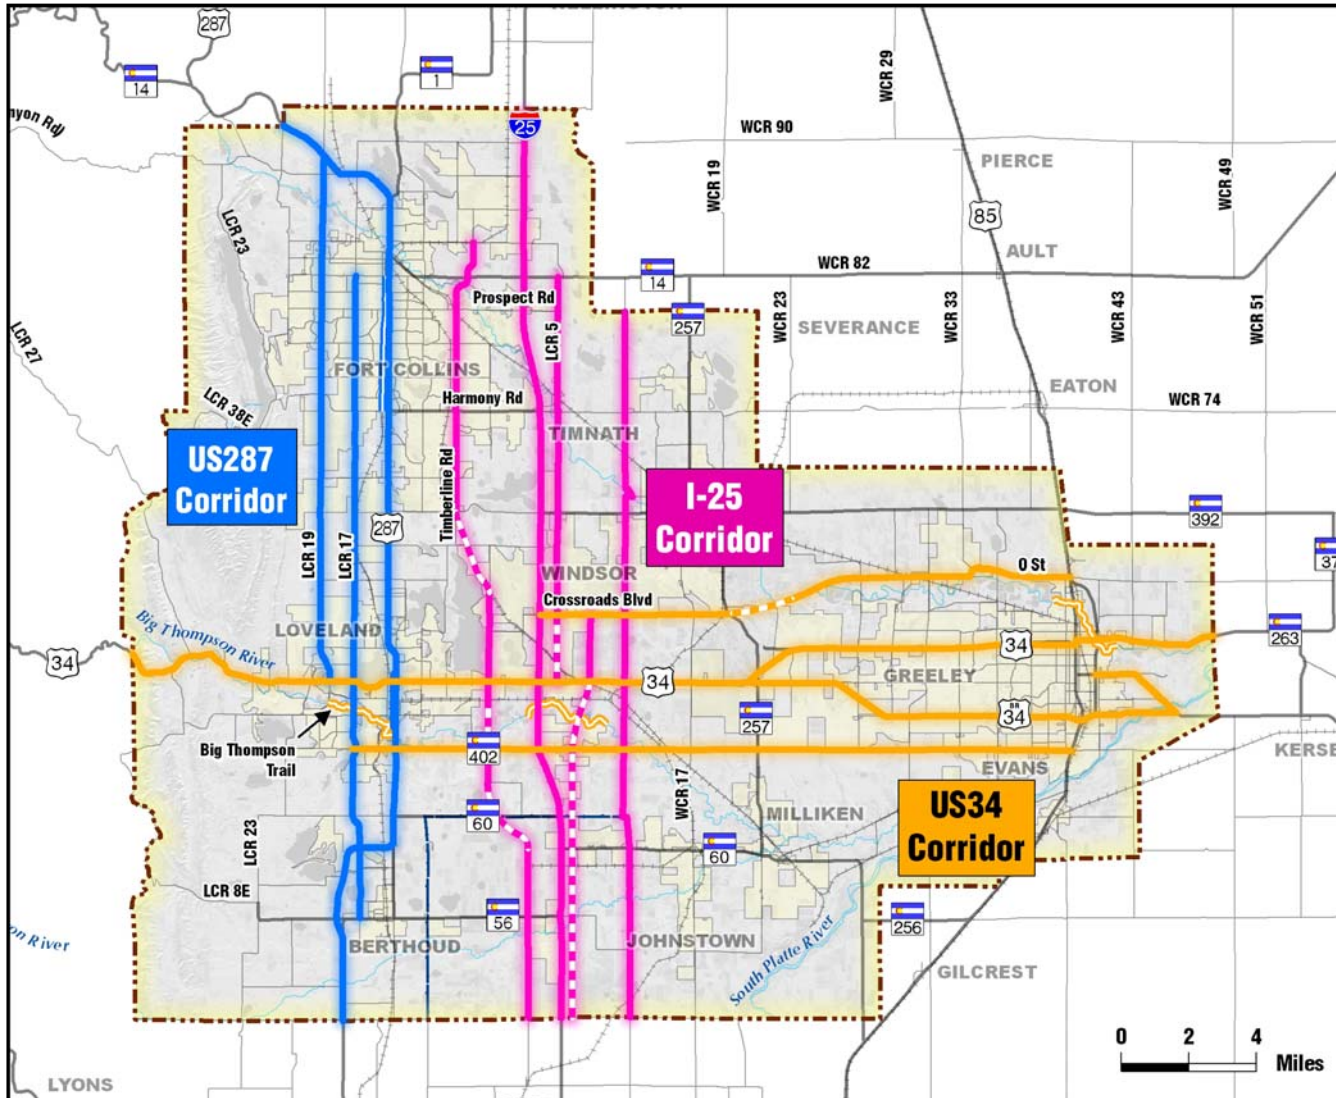 WELLINGTON
287
14
1
nyon Rd)
25
WCR 29
WCR 90
PIERCE
WCR 19
WCR 49
LCR 23
85
AULT
14
WCR 82
Prospect Rd
257
WCR 23
WCR 33
WCR 43
WCR 51
LCR 5
SEVERANCE
LCR 27
FORT COLLINS
EATON
LCR 38E
Harmony Rd
WCR 74
TIMNATH
US287
Corridor
Timberline Rd
I-25
Corridor
392
287
37
LCR 19
LCR 17
WINDSOR
O St
Crossroads Blvd
Big Thompson River
LOVELAND
263
34
34
34
GREELEY
257
BR
34
Big Thompson
Trail
402
KERSE
EVANS
WCR 17
US34
Corridor
60
MILLIKEN
LCR 23
60
LCR 8E
56
256
on River
BERTHOUD
JOHNSTOWN
South Platte River
GILCREST
0 2 4
Miles
LYONS